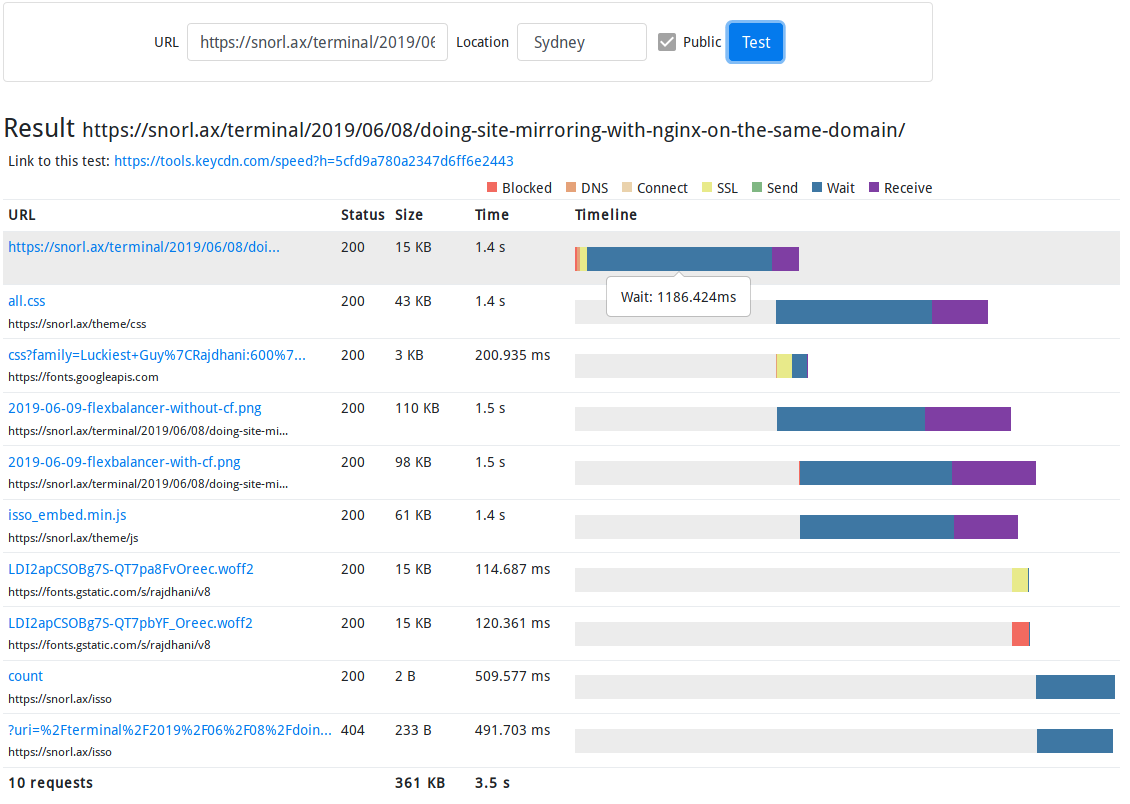 URL https://snorl.ax/terminal/2019/06 Location Sydney Public Test
Result https://snorl.ax/terminal/2019/06/08/doing-site-mirroring-with-nginx-on-the-same-domain/
Link to this test: https://tools.keycdn.com/speed?h=5cfd9a780a2347d6ff6e2443
Blocked DNS Connect SSL Send Wait Receive
URL Status Size Time Timeline
https://snorl.ax/terminal/2019/06/08/doi... 200 15 KB 1.4 s
Wait: 1186.424ms
all.css 200 43 KB 1.4 s
https://snorl.ax/theme/css
css?family=Luckiest+Guy%7CRajdhani:600%7... 200 3 KB 200.935 ms
https://fonts.googleapis.com
2019-06-09-flexbalancer-without-cf.png 200 110 KB 1.5 s
https://snorl.ax/terminal/2019/06/08/doing-site-mi...
2019-06-09-flexbalancer-with-cf.png 200 98 KB 1.5 s
https://snorl.ax/terminal/2019/06/08/doing-site-mi...
isso_embed.min.js 200 61 KB 1.4 s
https://snorl.ax/theme/js
LDI2apCSOBg7S-QT7pa8FvOreec.woff2 200 15 KB 114.687 ms
https://fonts.gstatic.com/s/rajdhani/v8
LDI2apCSOBg7S-QT7pbYF_Oreec.woff2 200 15 KB 120.361 ms
https://fonts.gstatic.com/s/rajdhani/v8
count 200 2 B 509.577 ms
https://snorl.ax/isso
?uri=%2Fterminal%2F2019%2F06%2F08%2Fdoin... 404 233 B 491.703 ms
https://snorl.ax/isso
10 requests 361 KB 3.5 s